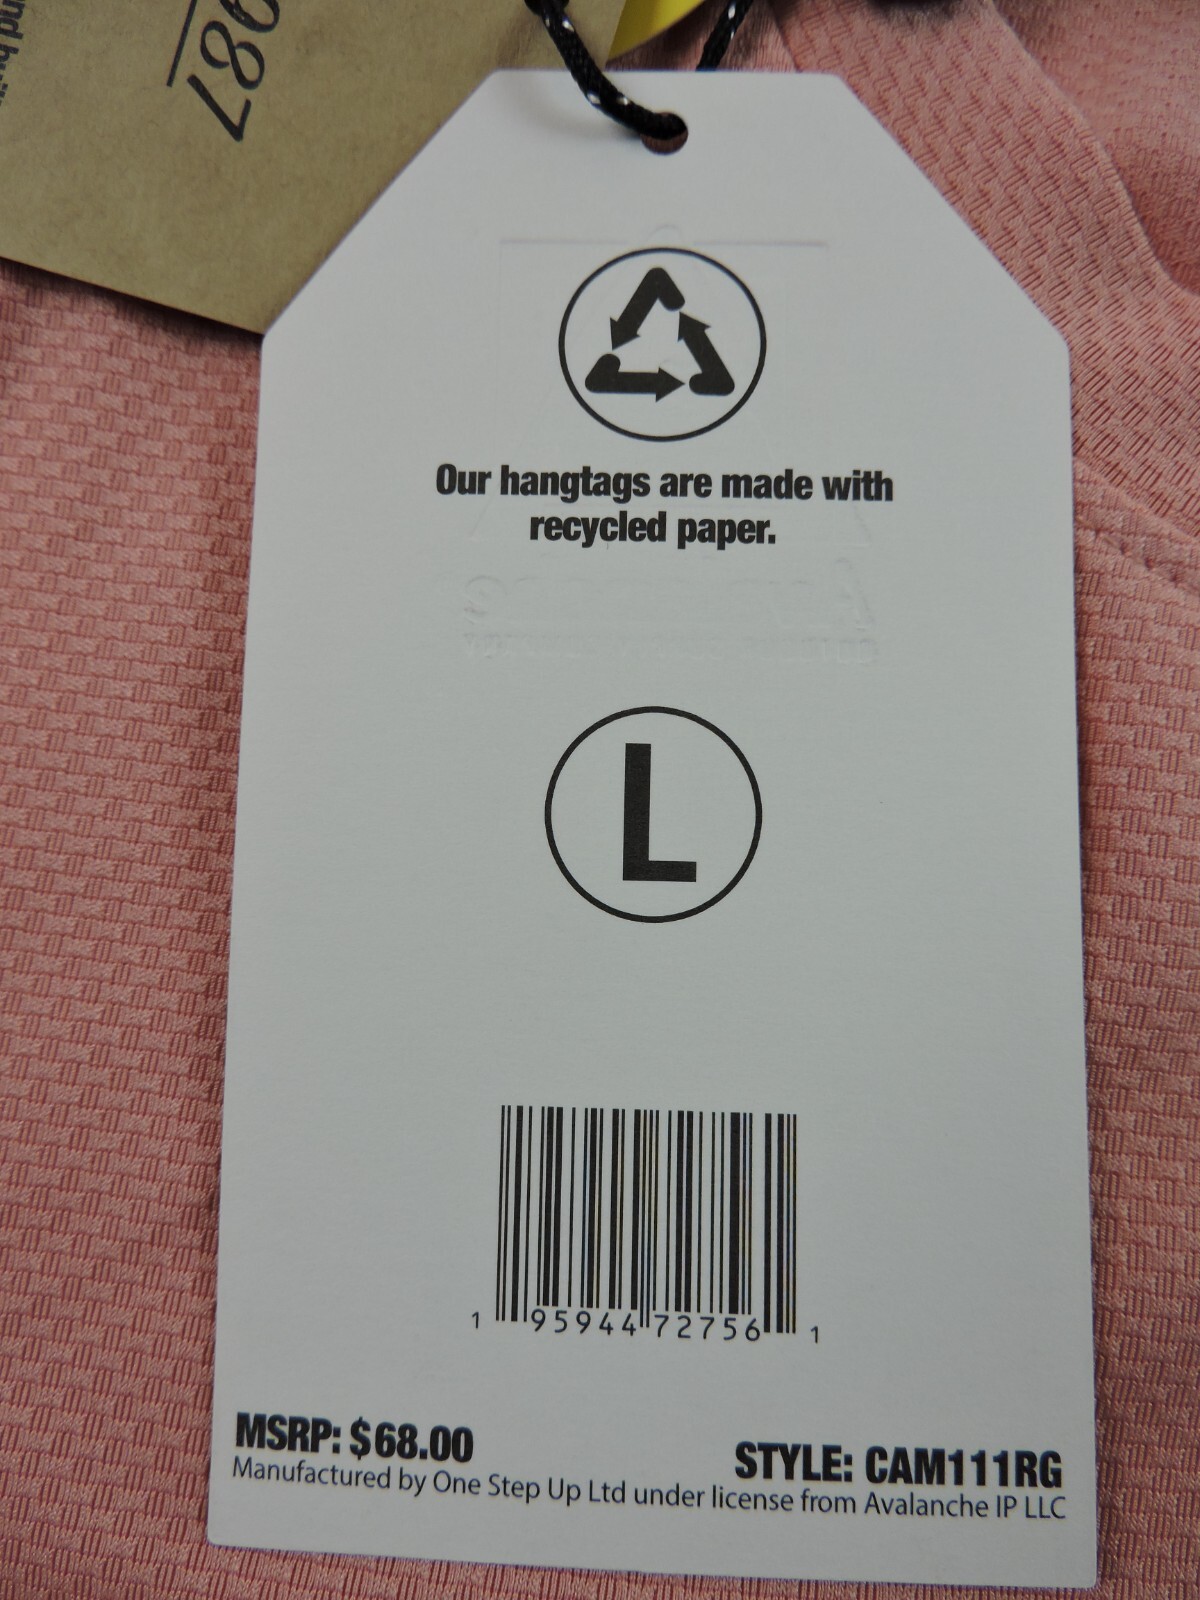 987
Our hangtags are made with
recycled paper.
L
1 95944 72756 1
MSRP: $68.00
STYLE: CAM111RG
Manufactured by One Step Up Ltd under license from Avalanche IP LLC